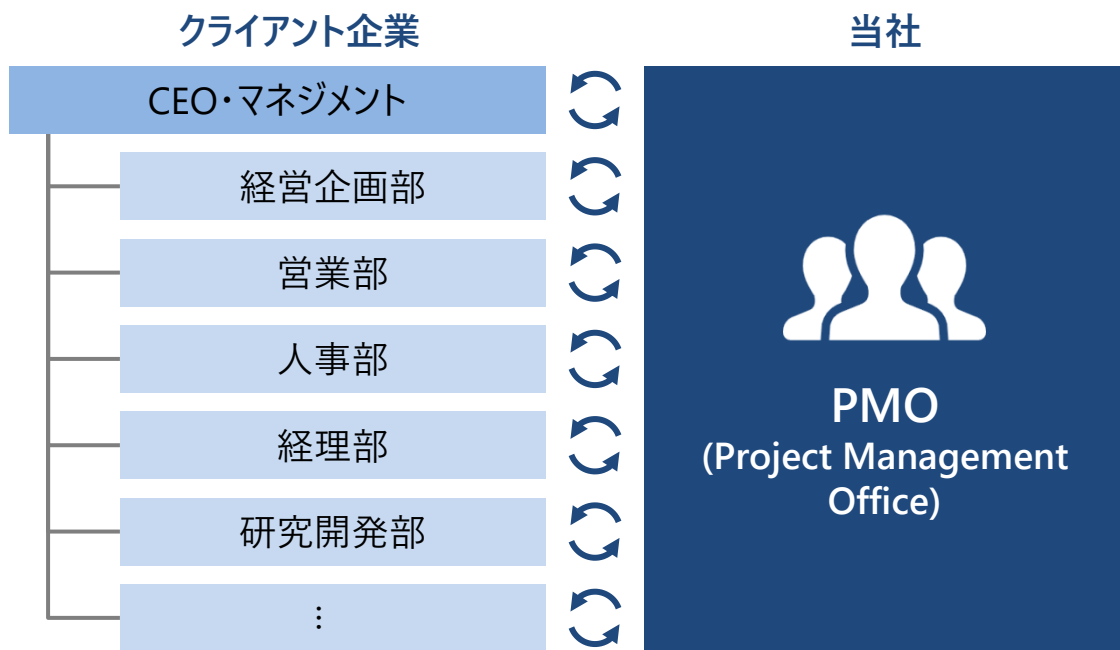 クライアント企業
当社
CEO・マネジメント
経営企画部
営業部
人事部
経理部
研究開発部
⋮
PMO
(Project Management
Office)